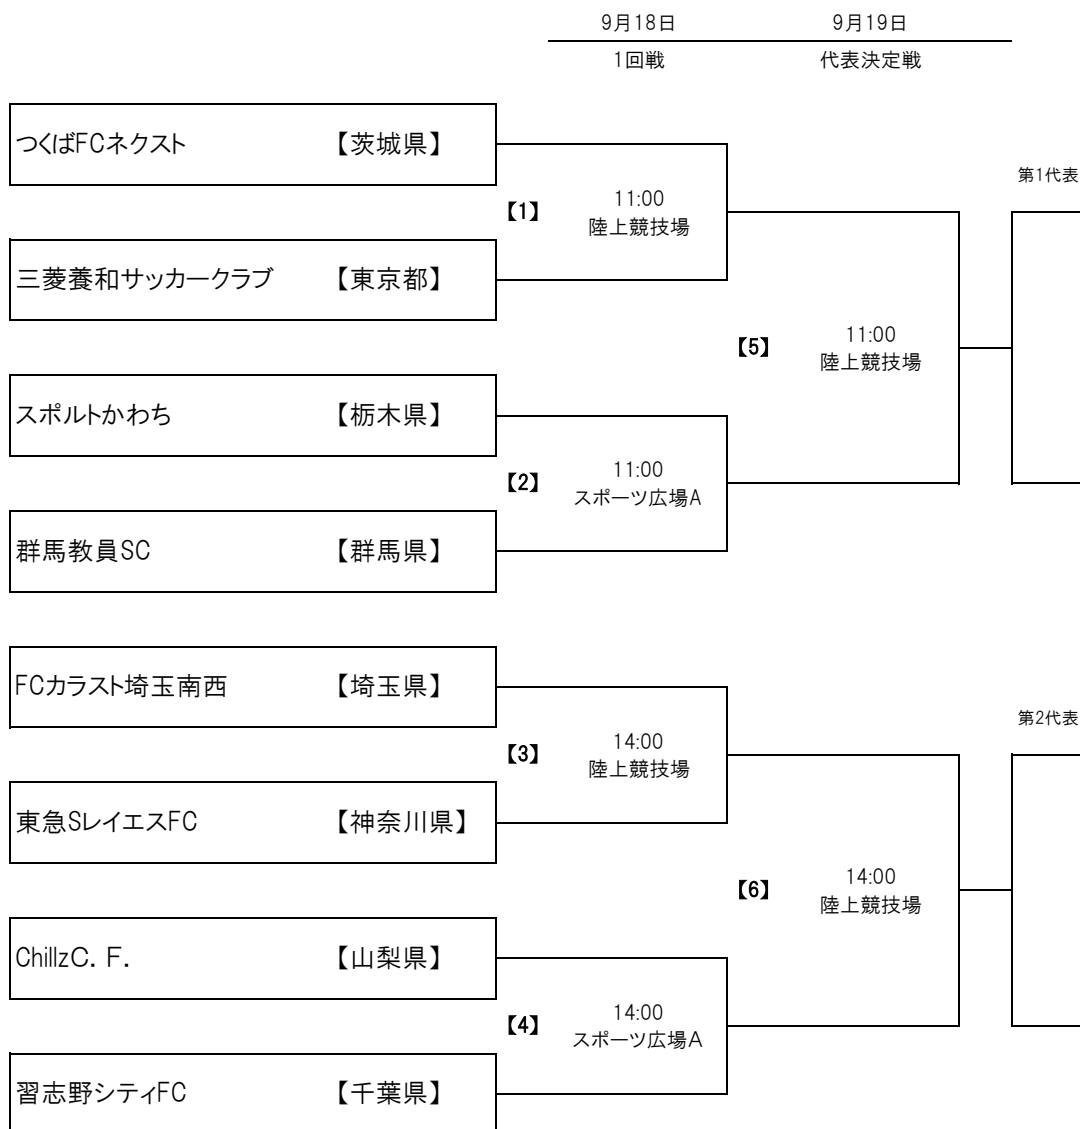 9月18日 9月19日
1回戦 代表決定戦
つくばFCネクスト 【茨城県】
第1代表
【1】 11:00
陸上競技場
三菱養和サッカークラブ 【東京都】
【5】 11:00
陸上競技場
スポルトかわち 【栃木県】
【2】 11:00
スポーツ広場A
群馬教員SC 【群馬県】
FCカラスト埼玉南西 【埼玉県】
第2代表
【3】 14:00
陸上競技場
東急SレイエスFC 【神奈川県】
【6】 14:00
陸上競技場
ChillzC．F． 【山梨県】
【4】 14:00
スポーツ広場A
習志野シティFC 【千葉県】